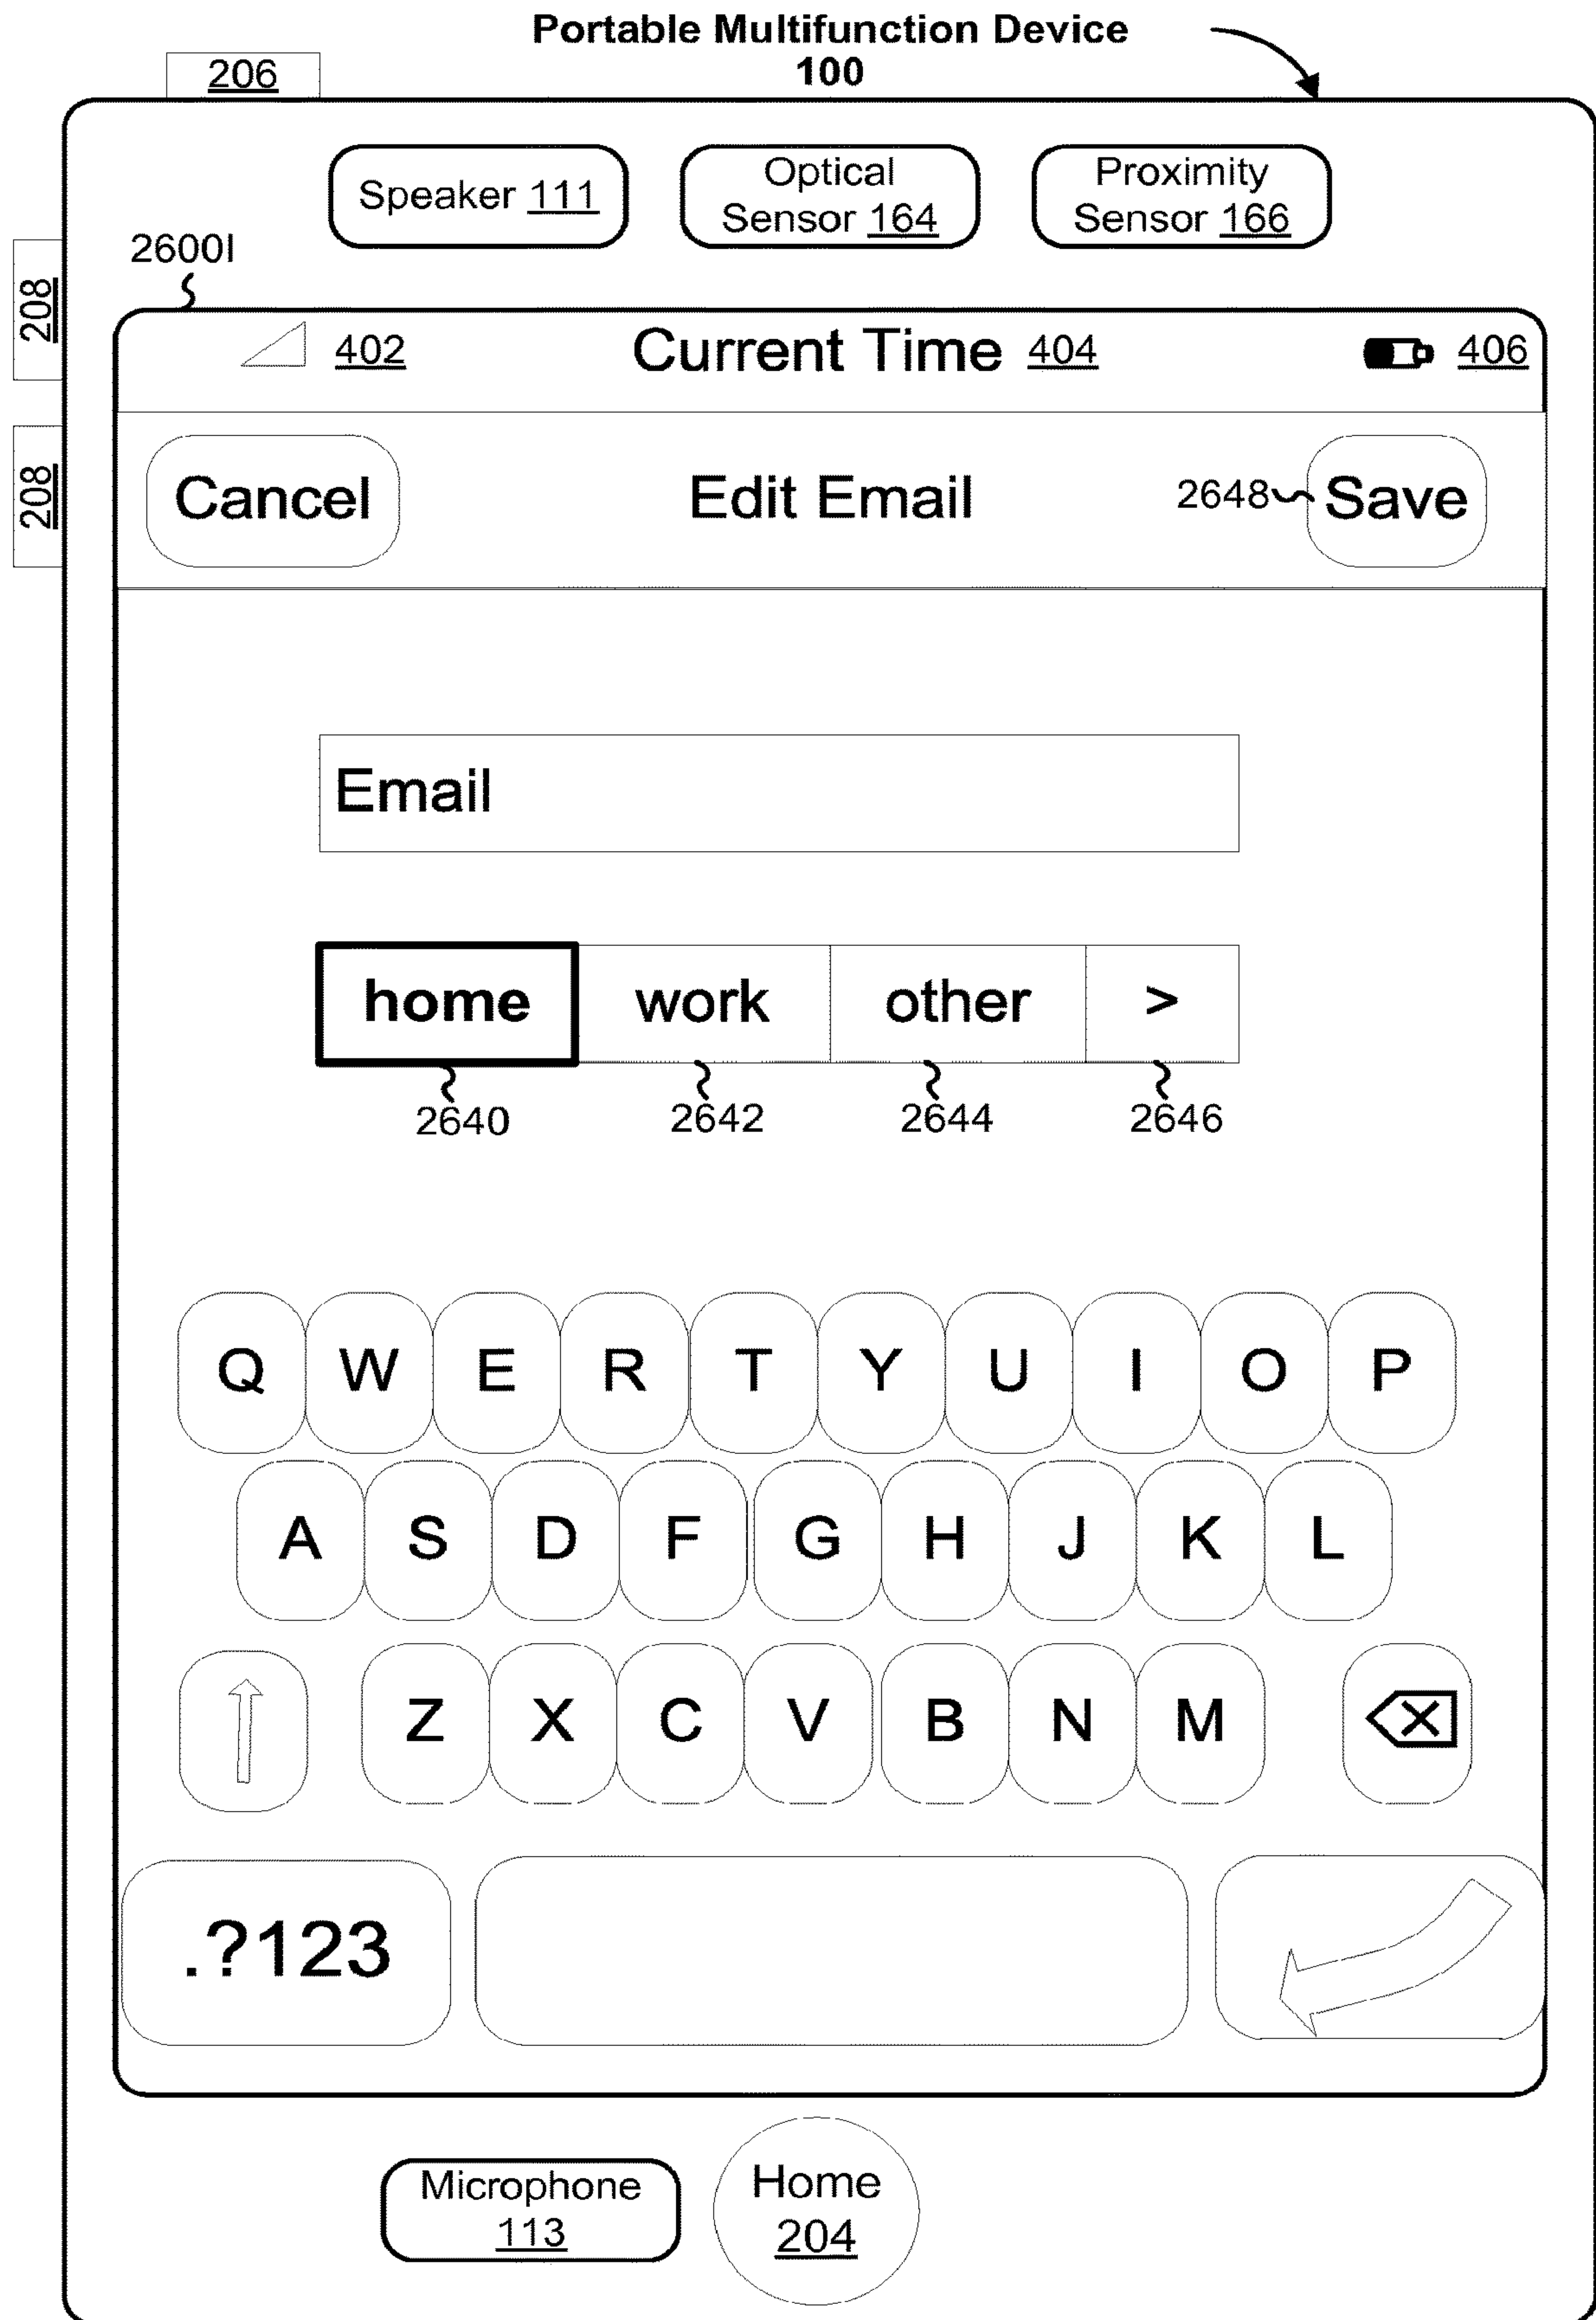 Portable Multifunction Device
100
206
Speaker 111
Optical
Sensor 164
Proximity
Sensor 166
2600I
208
402
Current Time 404
406
208
Cancel
Edit Email
2648
Save
Email
home
work
other
>
2640
2642
2644
2646
Q W E R T Y U I O P
A S D F G H J K L
Z X C V B N M
.?123
Microphone
113
Home
204